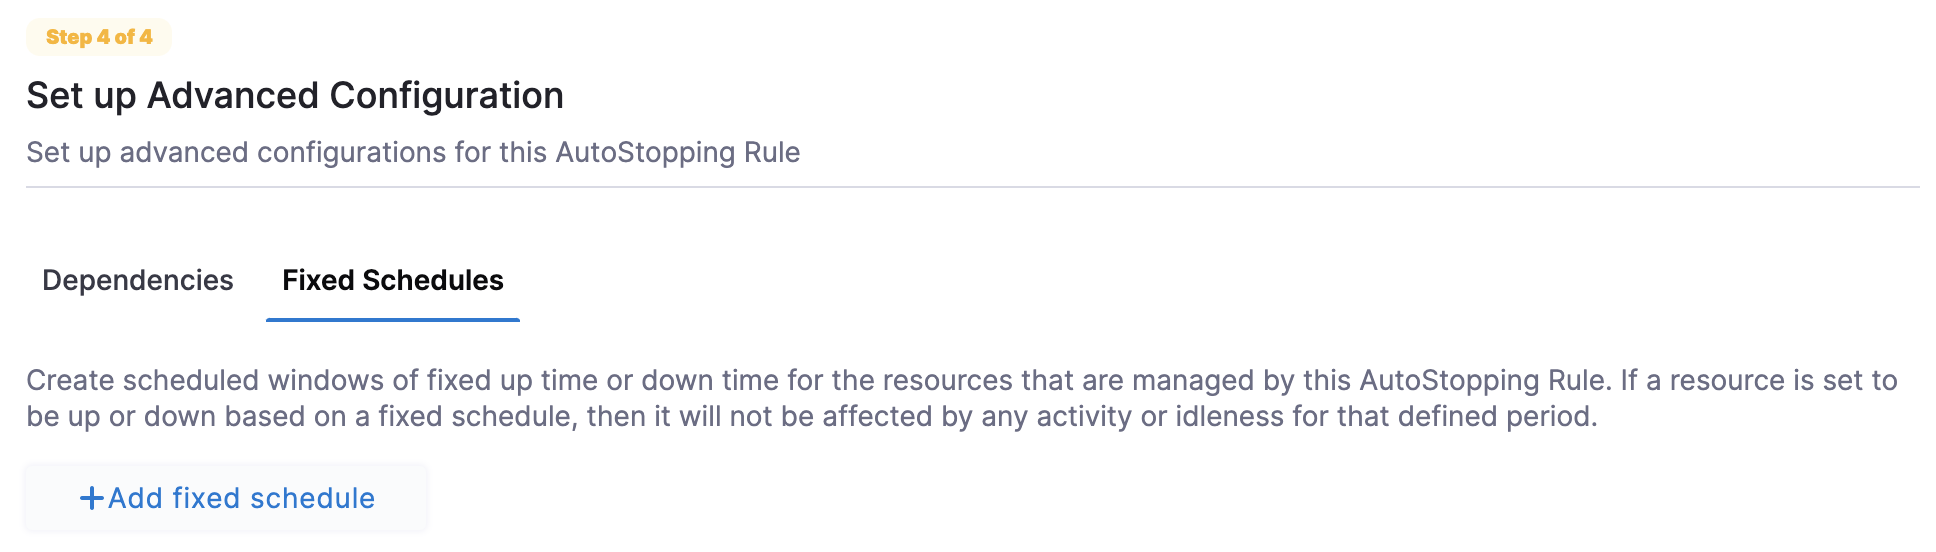 Step 4 of 4
Set up Advanced Configuration
Set up advanced configurations for this AutoStopping Rule
Dependencies Fixed Schedules
Create scheduled windows of fixed up time or down time for the resources that are managed by this AutoStopping Rule. If a resource is set to
be up or down based on a fixed schedule, then it will not be affected by any activity or idleness for that defined period.
+Add fixed schedule